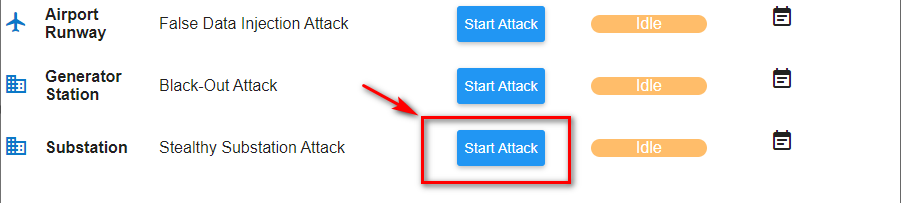 Airport
Runway
False Data Injection Attack
Start Attack
Idle
Generator
Station
Black-Out Attack
Start Attack
Idle
Substation
Stealthy Substation Attack
Start Attack
Idle